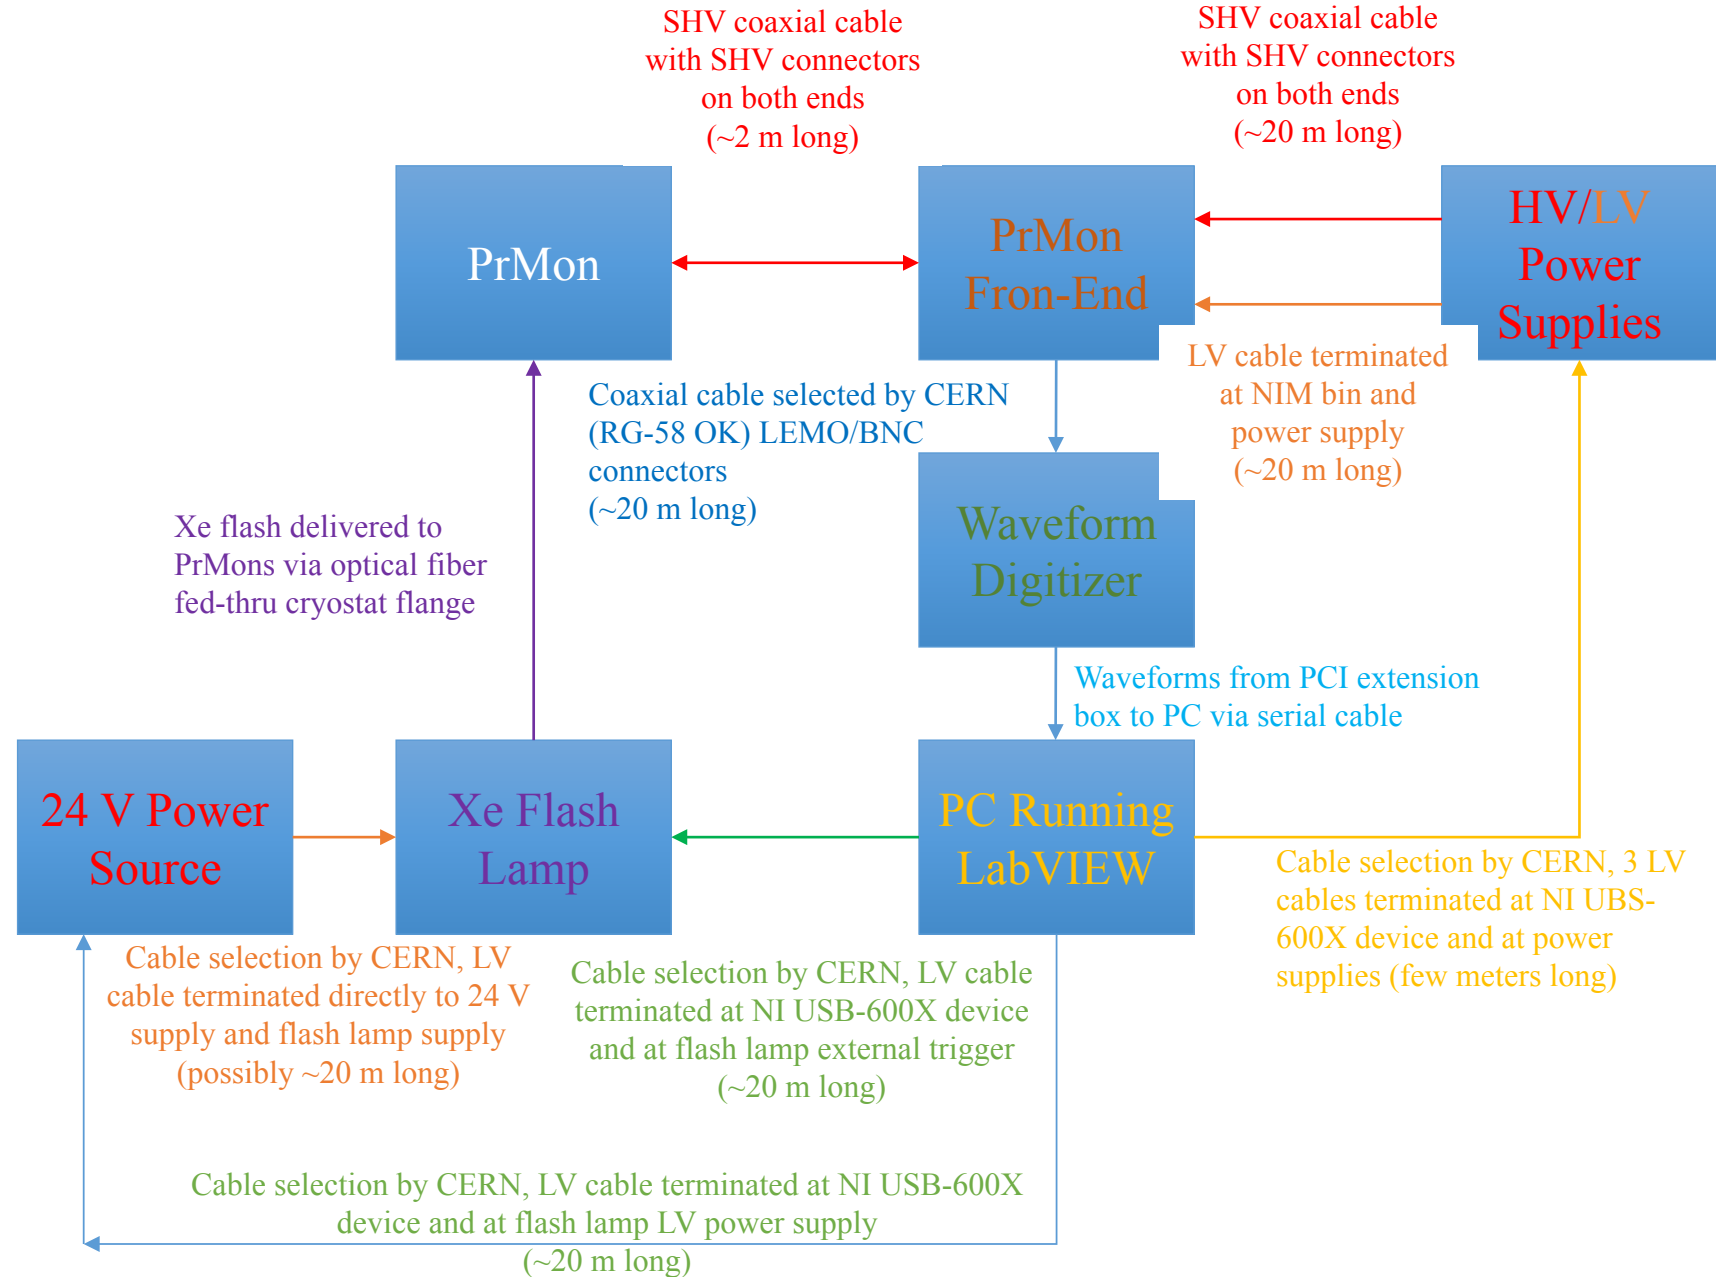 SHV coaxial cable
with SHV connectors
on both ends
(~2 m long)
SHV coaxial cable
with SHV connectors
on both ends
(~20 m long)
PrMon
PrMon
Fron-End
HV/LV
Power
Supplies
LV cable terminated
at NIM bin and
power supply
(~20 m long)
Coaxial cable selected by CERN
(RG-58 OK) LEMO/BNC
connectors
(~20 m long)
Xe flash delivered to
PrMons via optical fiber
fed-thru cryostat flange
Waveform
Digitizer
Waveforms from PCI extension
box to PC via serial cable
24 V Power
Source
Xe Flash
Lamp
PC Running
LabVIEW
Cable selection by CERN, 3 LV
cables terminated at NI UBS-
600X device and at power
supplies (few meters long)
Cable selection by CERN, LV
cable terminated directly to 24 V
supply and flash lamp supply
(possibly ~20 m long)
Cable selection by CERN, LV cable
terminated at NI USB-600X device
and at flash lamp external trigger
(~20 m long)
Cable selection by CERN, LV cable terminated at NI USB-600X
device and at flash lamp LV power supply
(~20 m long)